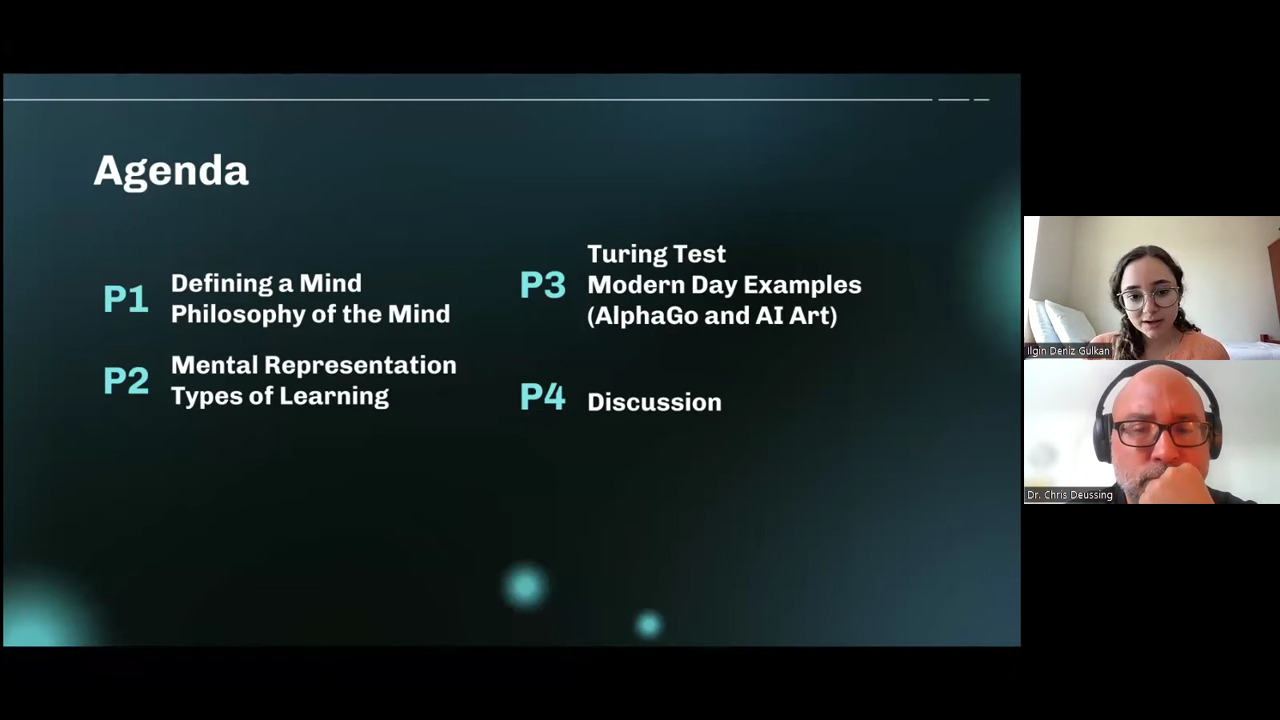 Agenda
P1
Defining a Mind
Philosophy of the Mind
P2
Mental Representation
Types of Learning
P3
Turing Test
Modern Day Examples
(AlphaGo and AI Art)
P4
Discussion
Ilgin Deniz Gulkan
Dr. Chris Deussing